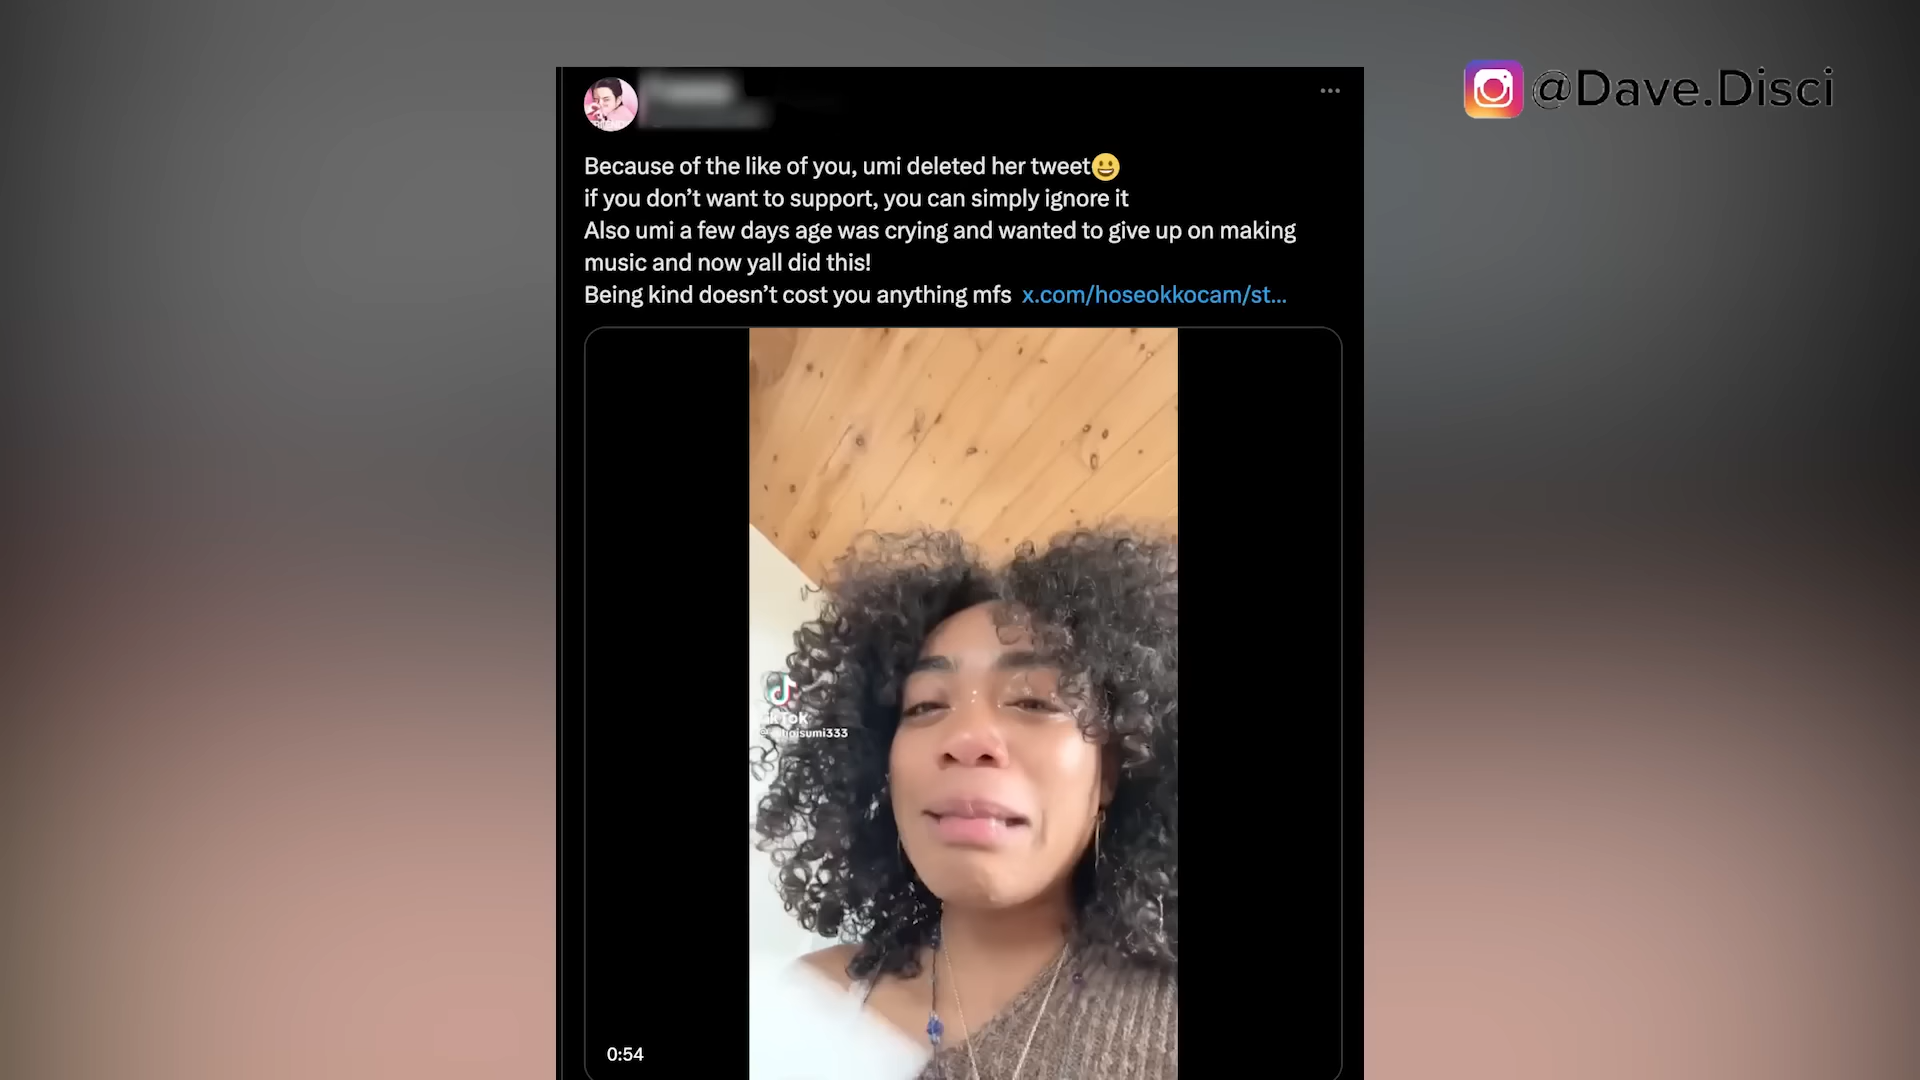 @Dave.Disci
Because of the like of you, umi deleted her tweet😀
if you don't want to support, you can simply ignore it
Also umi a few days age was crying and wanted to give up on making
music and now yall did this!
Being kind doesn't cost you anything mfs x.com/hoseokkocam/st...
0:54